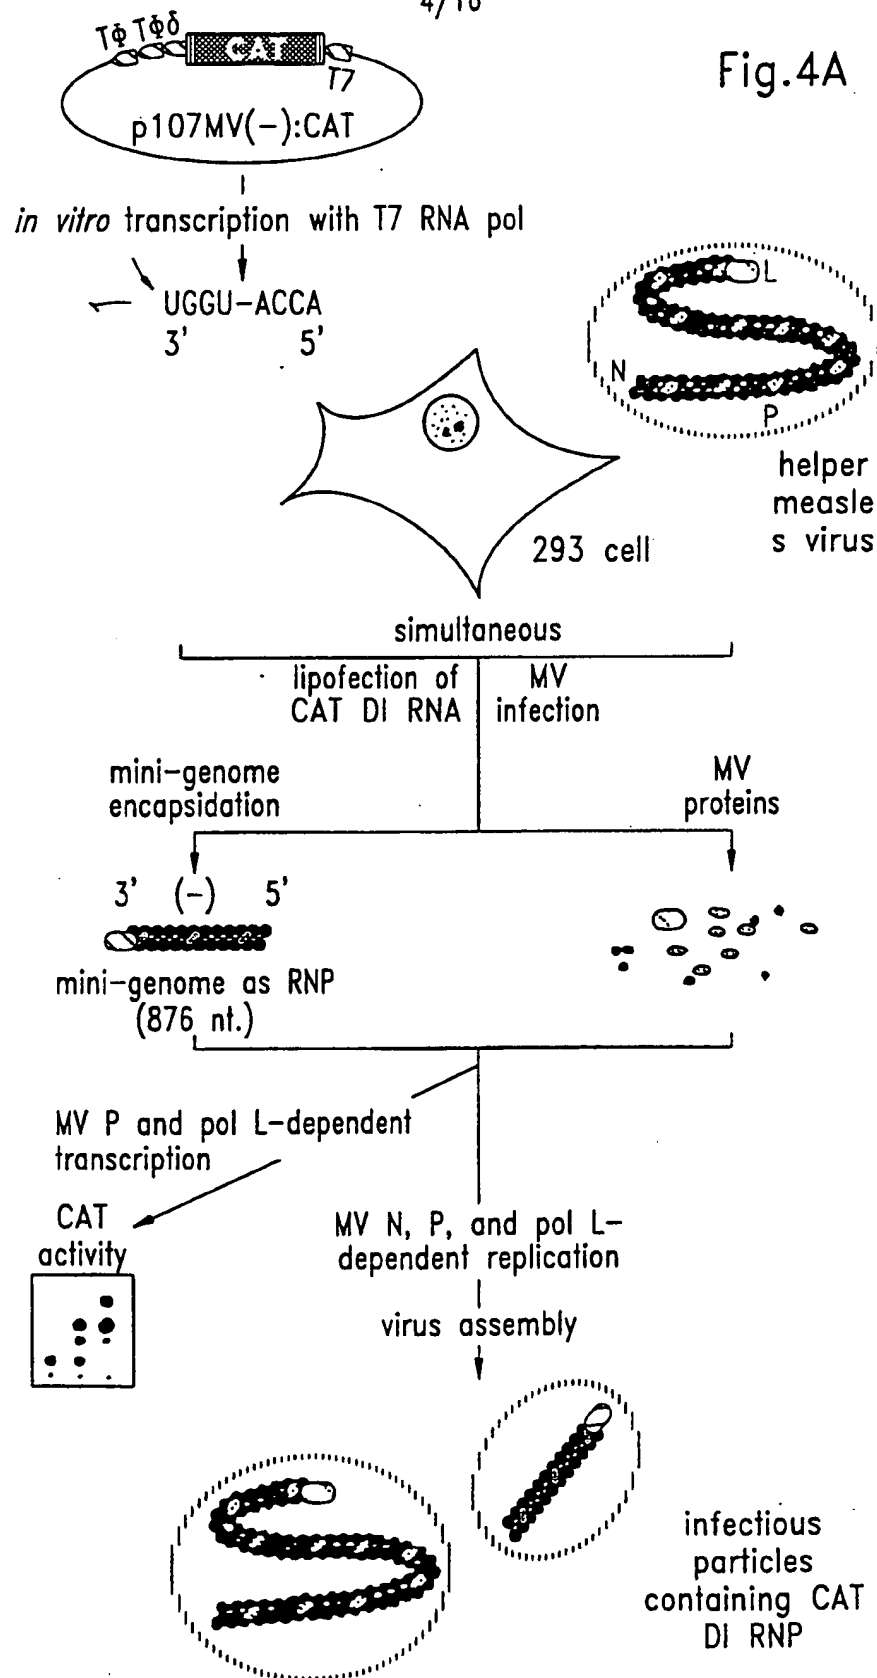 4/16
Fig.4A
TΦ TΦδ
CAT
T7
p107MV(-):CAT
in vitro transcription with T7 RNA pol
UGGU-ACCA
3' 5'
L
N
P
helper
measle
s virus
293 cell
simultaneous
lipofection of
CAT DI RNA
MV
infection
mini-genome
encapsidation
MV
proteins
3' (-) 5'
mini-genome as RNP
(876 nt.)
MV P and pol L-dependent
transcription
CAT
activity
MV N, P, and pol L-
dependent replication
virus assembly
infectious
particles
containing CAT
DI RNP